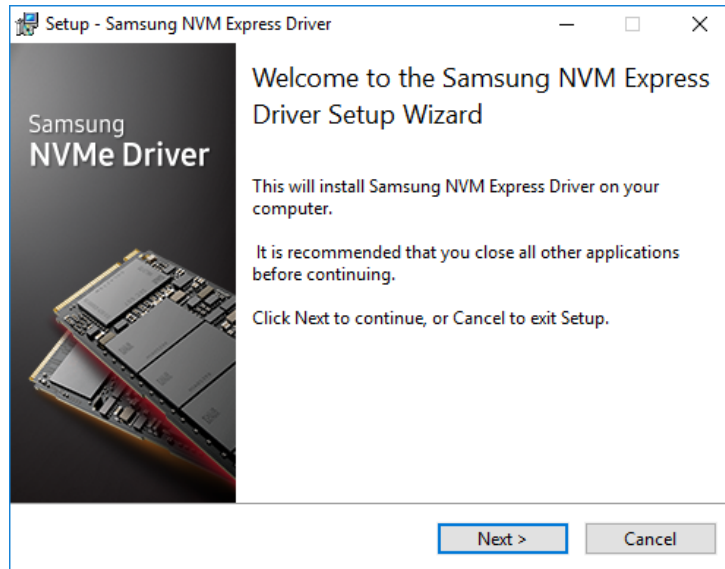 Setup - Samsung NVM Express Driver
Samsung
NVMe Driver
Welcome to the Samsung NVM Express
Driver Setup Wizard
This will install Samsung NVM Express Driver on your
computer.
It is recommended that you close all other applications
before continuing.
Click Next to continue, or Cancel to exit Setup.
Next >
Cancel